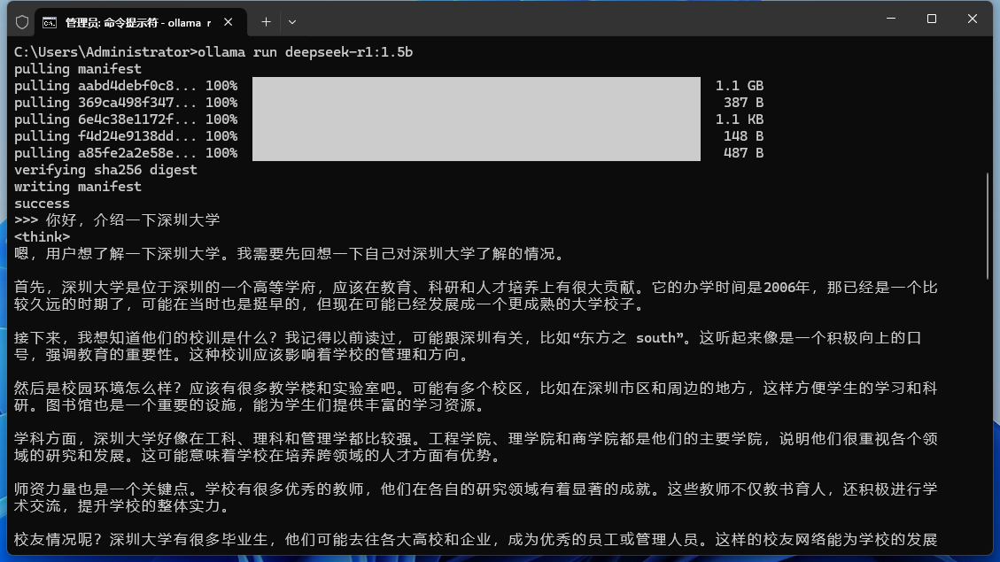 管理员: 命令提示符 - ollama r
C:\Users\Administrator>ollama run deepseek-r1:1.5b
pulling manifest
pulling aabd4debf0c8... 100% 1.1 GB
pulling 369ca498f347... 100% 387 B
pulling 6e4c38e1172f... 100% 1.1 KB
pulling f4d24e9138dd... 100% 148 B
pulling a85fe2a2e58e... 100% 487 B
verifying sha256 digest
writing manifest
success
>>> 你好，介绍一下深圳大学
<think>
嗯，用户想了解一下深圳大学。我需要先回想一下自己对深圳大学了解的情况。
首先，深圳大学是位于深圳的一个高等学府，应该在教育、科研和人才培养上有很大贡献。它的办学时间是2006年，那已经是一个比
较久远的时期了，可能在当时也是挺早的，但现在可能已经发展成一个更成熟的大学校子。
接下来，我想知道他们的校训是什么？我记得以前读过，可能跟深圳有关，比如“东方之 south”。这听起来像是一个积极向上的口
号，强调教育的重要性。这种校训应该影响着学校的管理和方向。
然后是校园环境怎么样？应该有很多教学楼和实验室吧。可能有多个校区，比如在深圳市区和周边的地方，这样方便学生的学习和科
研。图书馆也是一个重要的设施，能为学生们提供丰富的学习资源。
学科方面，深圳大学好像在工科、理科和管理学都比较强。工程学院、理学院和商学院都是他们的主要学院，说明他们很重视各个领
域的研究和发展。这可能意味着学校在培养跨领域的人才方面有优势。
师资力量也是一个关键点。学校有很多优秀的教师，他们在各自的研究领域有着显著的成就。这些教师不仅教书育人，还积极进行学
术交流，提升学校的整体实力。
校友情况呢？深圳大学有很多毕业生，他们可能去往各大高校和企业，成为优秀的员工或管理人员。这样的校友网络能为学校的发展